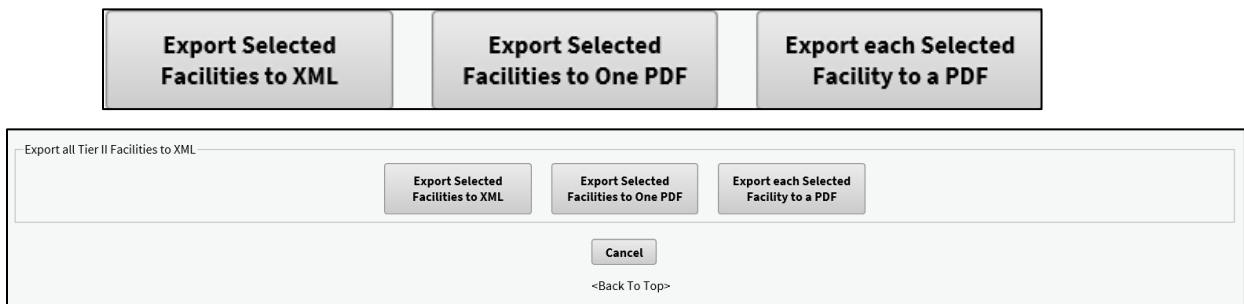 Export Selected
Facilities to XML
Export Selected
Facilities to One PDF
Export each Selected
Facility to a PDF
Export all Tier II Facilities to XML
Export Selected
Facilities to XML
Export Selected
Facilities to One PDF
Export each Selected
Facility to a PDF
Cancel
<Back To Top>